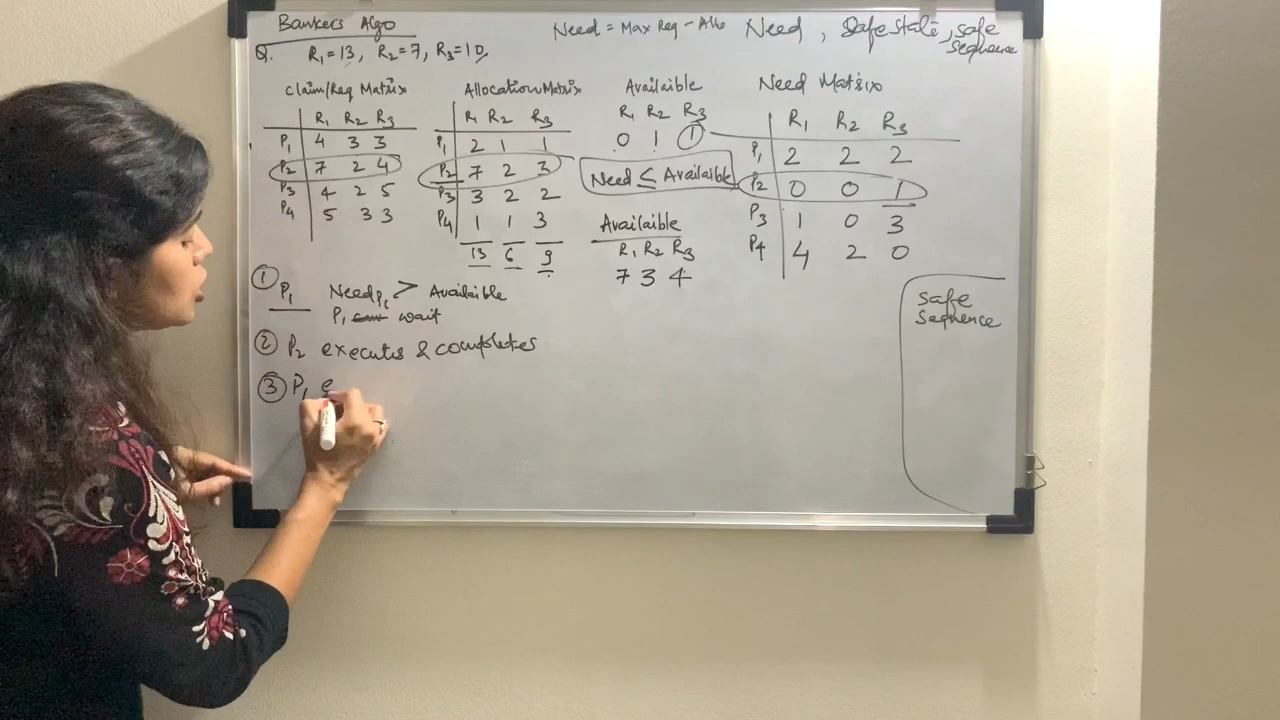 Bankers Algo
Need = Max Req - Allo Need, Safe state, safe sequence
Q. R1=13, R2=7, R3=10
Claim/Req Matrix
R1 R2 R3
P1 4 3 3
P2 7 2 4
P3 4 2 5
P4 5 3 3
Allocation Matrix
R1 R2 R3
P1 2 1 1
P2 7 2 3
P3 3 2 2
P4 1 1 3
13 6 9
Availaible
R1 R2 R3
0 1 1
Need ≤ Available
Availaible
R1 R2 R3
7 3 4
Need Matrix
R1 R2 R3
P1 2 2 2
P2 0 0 1
P3 1 0 3
P4 4 2 0
① P1 Need P1 > Availaible
P1 wait
② P2 executes & completes
③ P1 e
Safe
Sequence